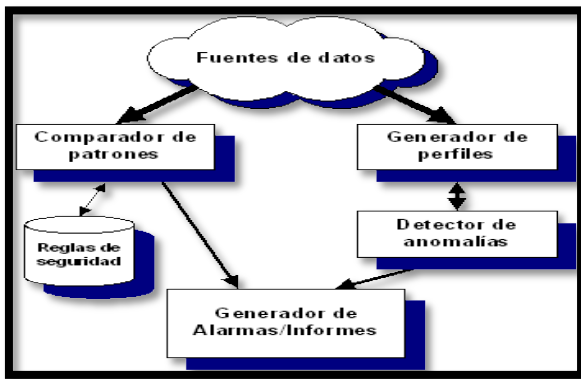 Fuentes de datos
Comparador de
patrones
Generador de
perfiles
Reglas de
seguridad
Detector de
anomalías
Generador de
Alarmas/Informes